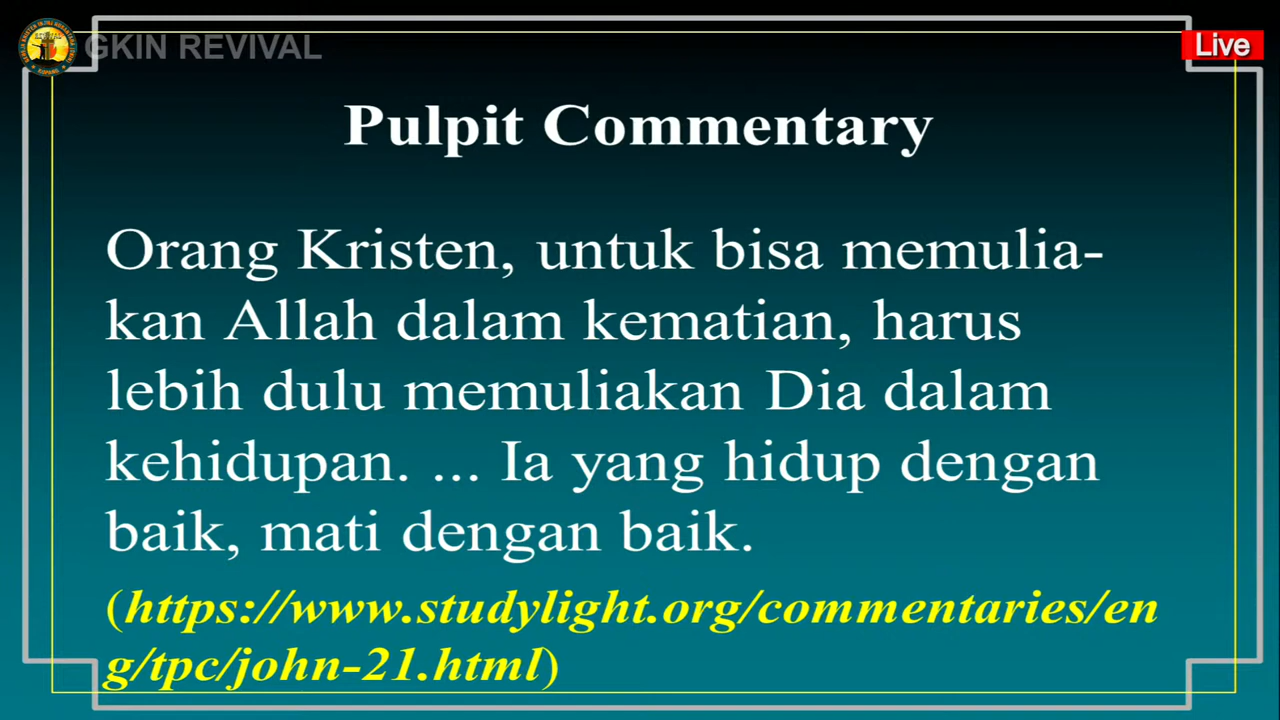 GKIN REVIVAL
Live
Pulpit Commentary
Orang Kristen, untuk bisa memulia-
kan Allah dalam kematian, harus
lebih dulu memuliakan Dia dalam
kehidupan. ... Ia yang hidup dengan
baik, mati dengan baik.
(https://www.studylight.org/commentaries/en
g/tpc/john-21.html)